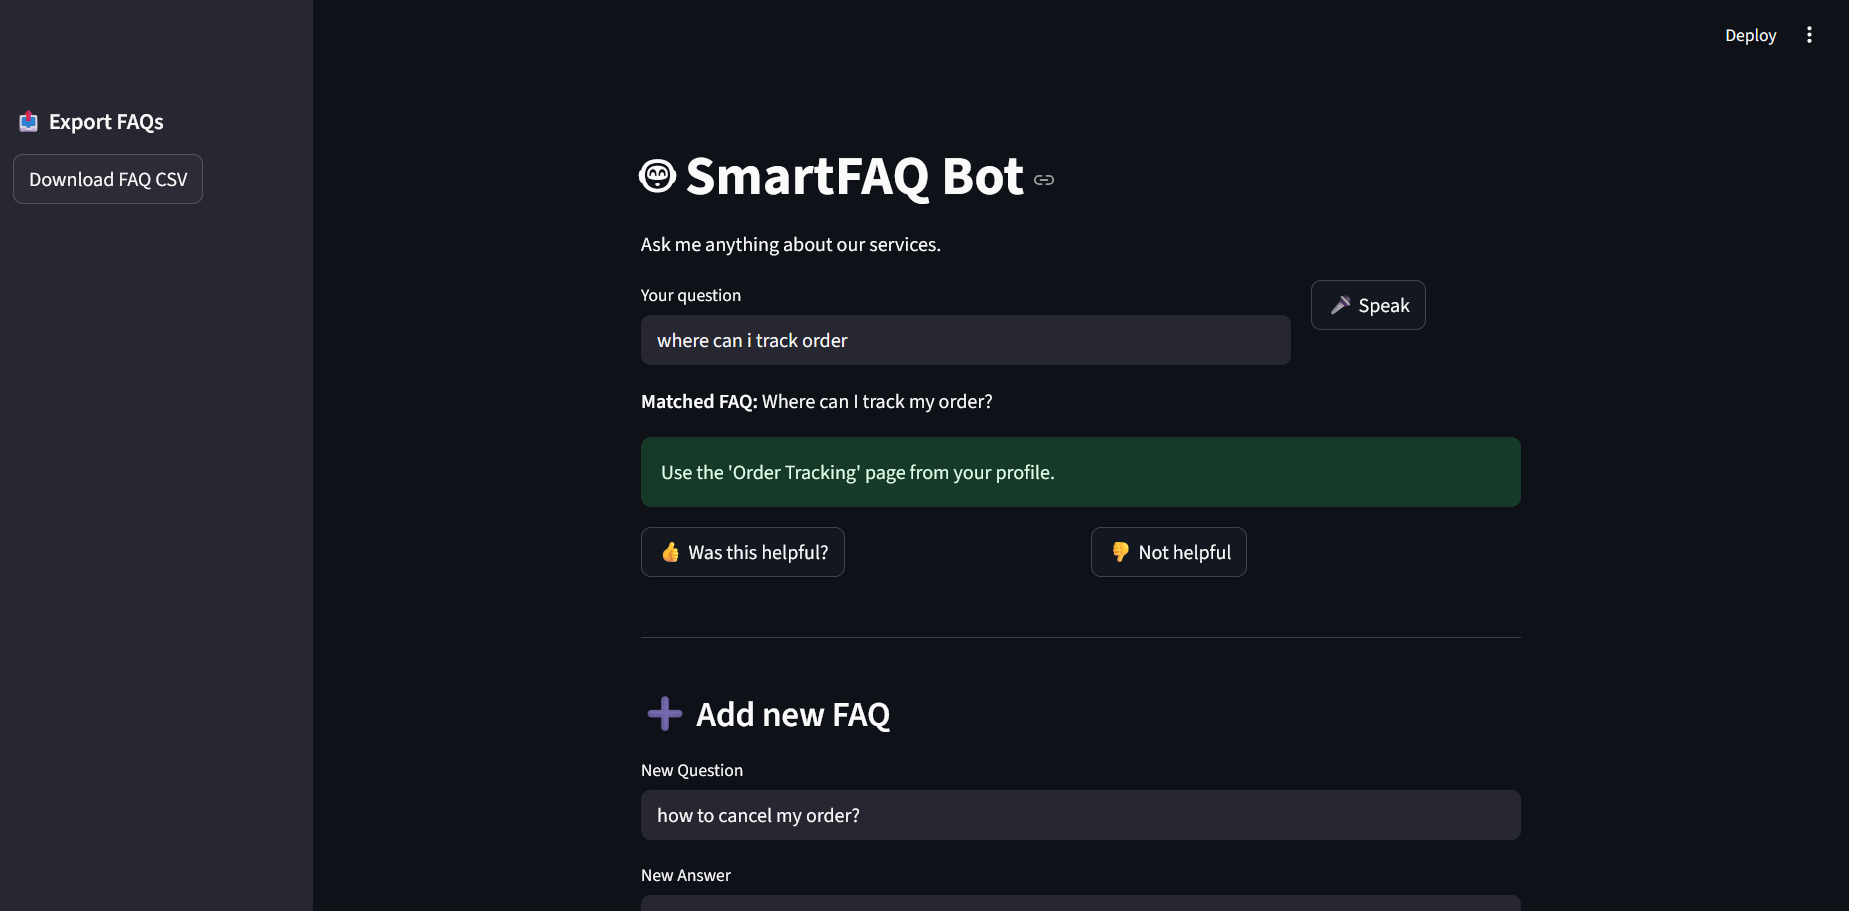 Deploy
Export FAQs
Download FAQ CSV
SmartFAQ Bot
Ask me anything about our services.
Your question
Speak
where can i track order
Matched FAQ: Where can I track my order?
Use the 'Order Tracking' page from your profile.
Was this helpful?
Not helpful
Add new FAQ
New Question
how to cancel my order?
New Answer